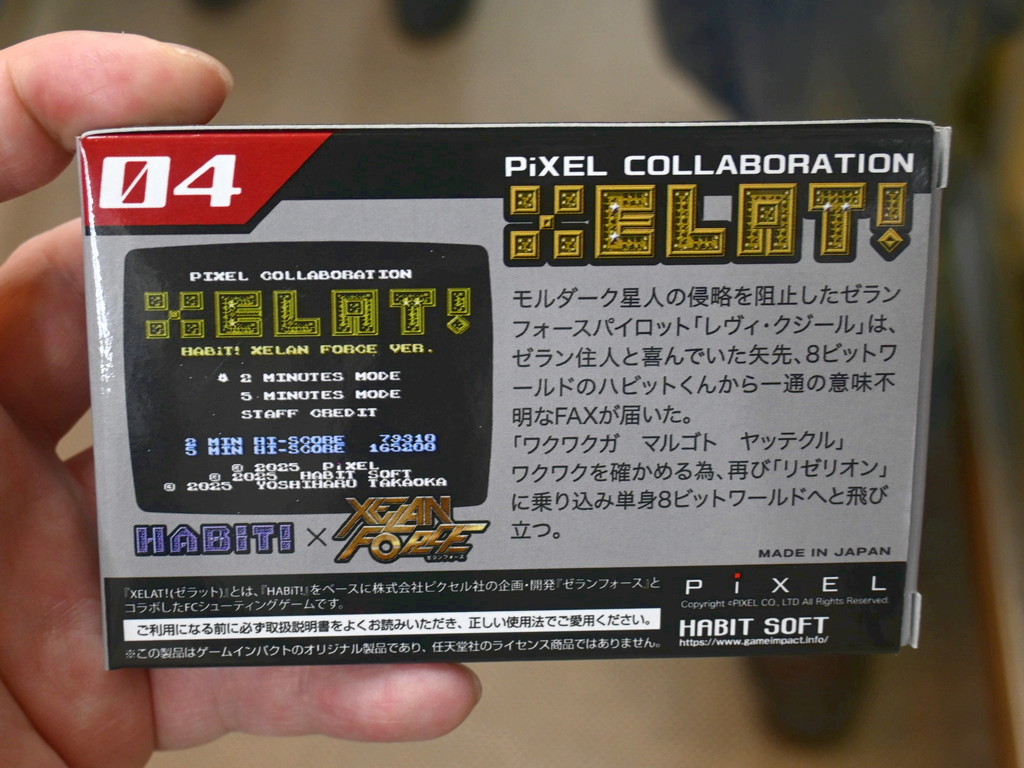 04
PiXEL COLLABORATION
XELAT!
PIXEL COLLABORATION
XELAT!
HABiT! XELAN FORCE VER.
2 MINUTES MODE
5 MINUTES MODE
STAFF CREDIT
2 MIN HI-SCORE 79310
5 MIN HI-SCORE 165200
© 2025 PiXEL
© 2025 HABIT SOFT
© 2025 YOSHIHARU TAKAOKA
HABIT! × XELAN FORCE
ゼランフォース
モルダーク星人の侵略を阻止したゼラン
フォースパイロット「レヴィ・クジール」は、
ゼラン住人と喜んでいた矢先、8ビットワ
ールドのハビットくんから一通の意味不
明なFAXが届いた。
「ワクワクガ　マルゴト　ヤッテクル」
ワクワクを確かめる為、再び「リゼリオン」
に乗り込み単身8ビットワールドへと飛び
立つ。
MADE IN JAPAN
『XELAT!(ゼラット)』とは、『HABiT!』をベースに株式会社ピクセル社の企画・開発『ゼランフォース』と
コラボしたFCシューティングゲームです。
ご利用になる前に必ず取扱説明書をよくお読みいただき、正しい使用法でご愛用ください。
※この製品はゲームインパクトのオリジナル製品であり、任天堂社のライセンス商品ではありません。
PiXEL
Copyright ©PIXEL CO., LTD All Rights Reserved.
HABIT SOFT
https://www.gameimpact.info/